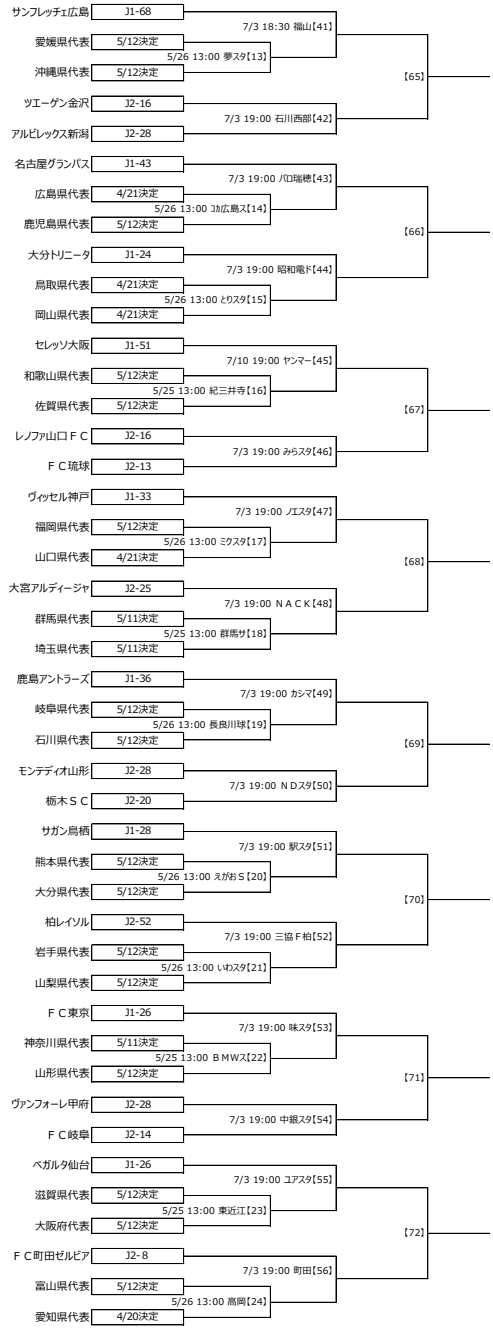 サンフレッチェ広島 J1-68
7/3 18:30 福山【41】
愛媛県代表 5/12決定
5/26 13:00 夢スタ【13】
沖縄県代表 5/12決定
【65】
ツエーゲン金沢 J2-16
7/3 19:00 石川西部【42】
アルビレックス新潟 J2-28
名古屋グランパス J1-43
7/3 19:00 パロ瑞穂【43】
広島県代表 4/21決定
5/26 13:00 コカ広島ス【14】
鹿児島県代表 5/12決定
【66】
大分トリニータ J1-24
7/3 19:00 昭和電ド【44】
鳥取県代表 4/21決定
5/26 13:00 とりスタ【15】
岡山県代表 4/21決定
セレッソ大阪 J1-51
7/10 19:00 ヤンマー【45】
和歌山県代表 5/12決定
5/25 13:00 紀三井寺【16】
佐賀県代表 5/12決定
【67】
レノファ山口ＦＣ J2-16
7/3 19:00 みらスタ【46】
ＦＣ琉球 J2-13
ヴィッセル神戸 J1-33
7/3 19:00 ノエスタ【47】
福岡県代表 5/12決定
5/26 13:00 ミクスタ【17】
山口県代表 4/21決定
【68】
大宮アルディージャ J2-25
7/3 19:00 ＮＡＣＫ【48】
群馬県代表 5/11決定
5/25 13:00 群馬サ【18】
埼玉県代表 5/11決定
鹿島アントラーズ J1-36
7/3 19:00 カシマ【49】
岐阜県代表 5/12決定
5/26 13:00 長良川球【19】
石川県代表 5/12決定
【69】
モンテディオ山形 J2-28
7/3 19:00 ＮＤスタ【50】
栃木ＳＣ J2-20
サガン鳥栖 J1-28
7/3 19:00 駅スタ【51】
熊本県代表 5/12決定
5/26 13:00 えがおＳ【20】
大分県代表 5/12決定
【70】
柏レイソル J2-52
7/3 19:00 三協Ｆ柏【52】
岩手県代表 5/12決定
5/26 13:00 いわスタ【21】
山梨県代表 5/12決定
ＦＣ東京 J1-26
7/3 19:00 味スタ【53】
神奈川県代表 5/11決定
5/25 13:00 ＢＭＷス【22】
山形県代表 5/12決定
【71】
ヴァンフォーレ甲府 J2-28
7/3 19:00 中銀スタ【54】
ＦＣ岐阜 J2-14
ベガルタ仙台 J1-26
7/3 19:00 ユアスタ【55】
滋賀県代表 5/12決定
5/25 13:00 東近江【23】
大阪府代表 5/12決定
【72】
ＦＣ町田ゼルビア J2-8
7/3 19:00 町田【56】
富山県代表 5/12決定
5/26 13:00 高岡【24】
愛知県代表 4/20決定